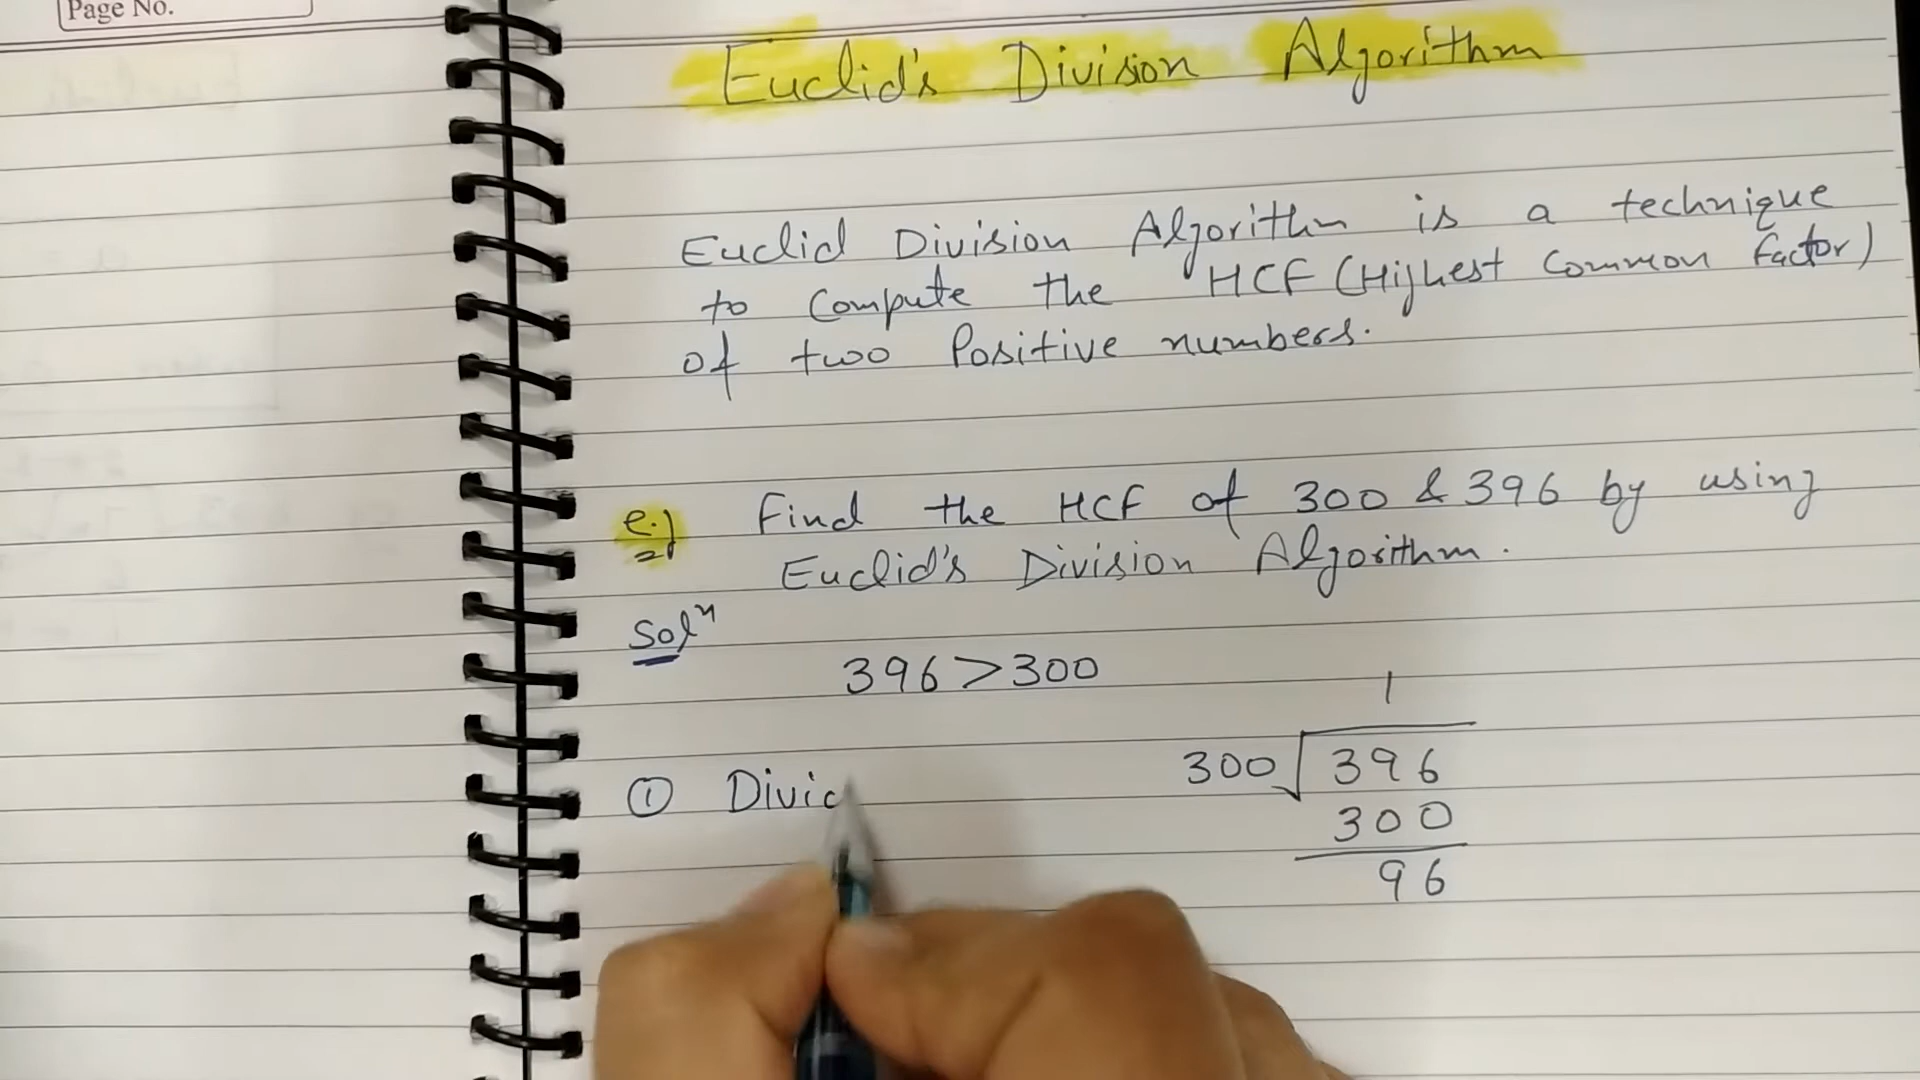 Page No.
Euclid's Division Algorithm
Euclid Division Algorithm is a technique
to Compute the HCF (Highest Common Factor)
of two Positive numbers.
e.g Find the HCF of 300 & 396 by using
Euclid's Division Algorithm.
Solⁿ
396 > 300
1
300 √396
① Divid
300
96